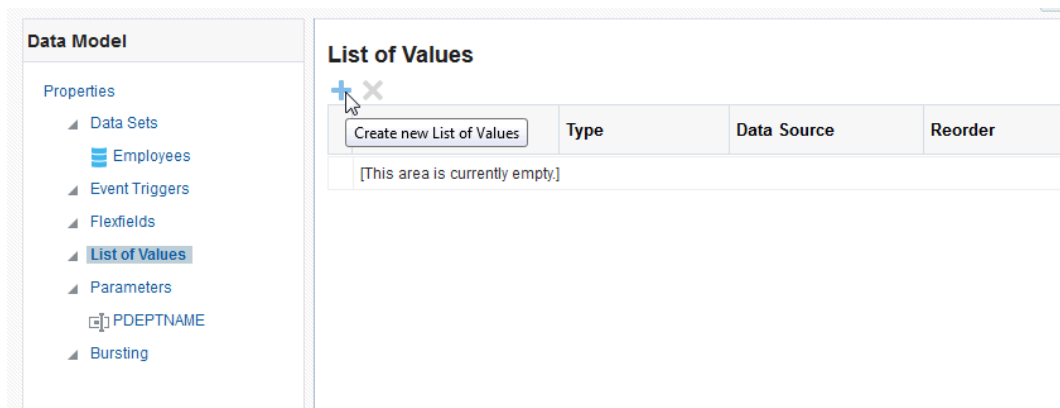 Data Model
Properties
Data Sets
Employees
Event Triggers
Flexfields
List of Values
Parameters
PDEPTNAME
Bursting
List of Values
Create new List of Values
Type
Data Source
Reorder
[This area is currently empty.]